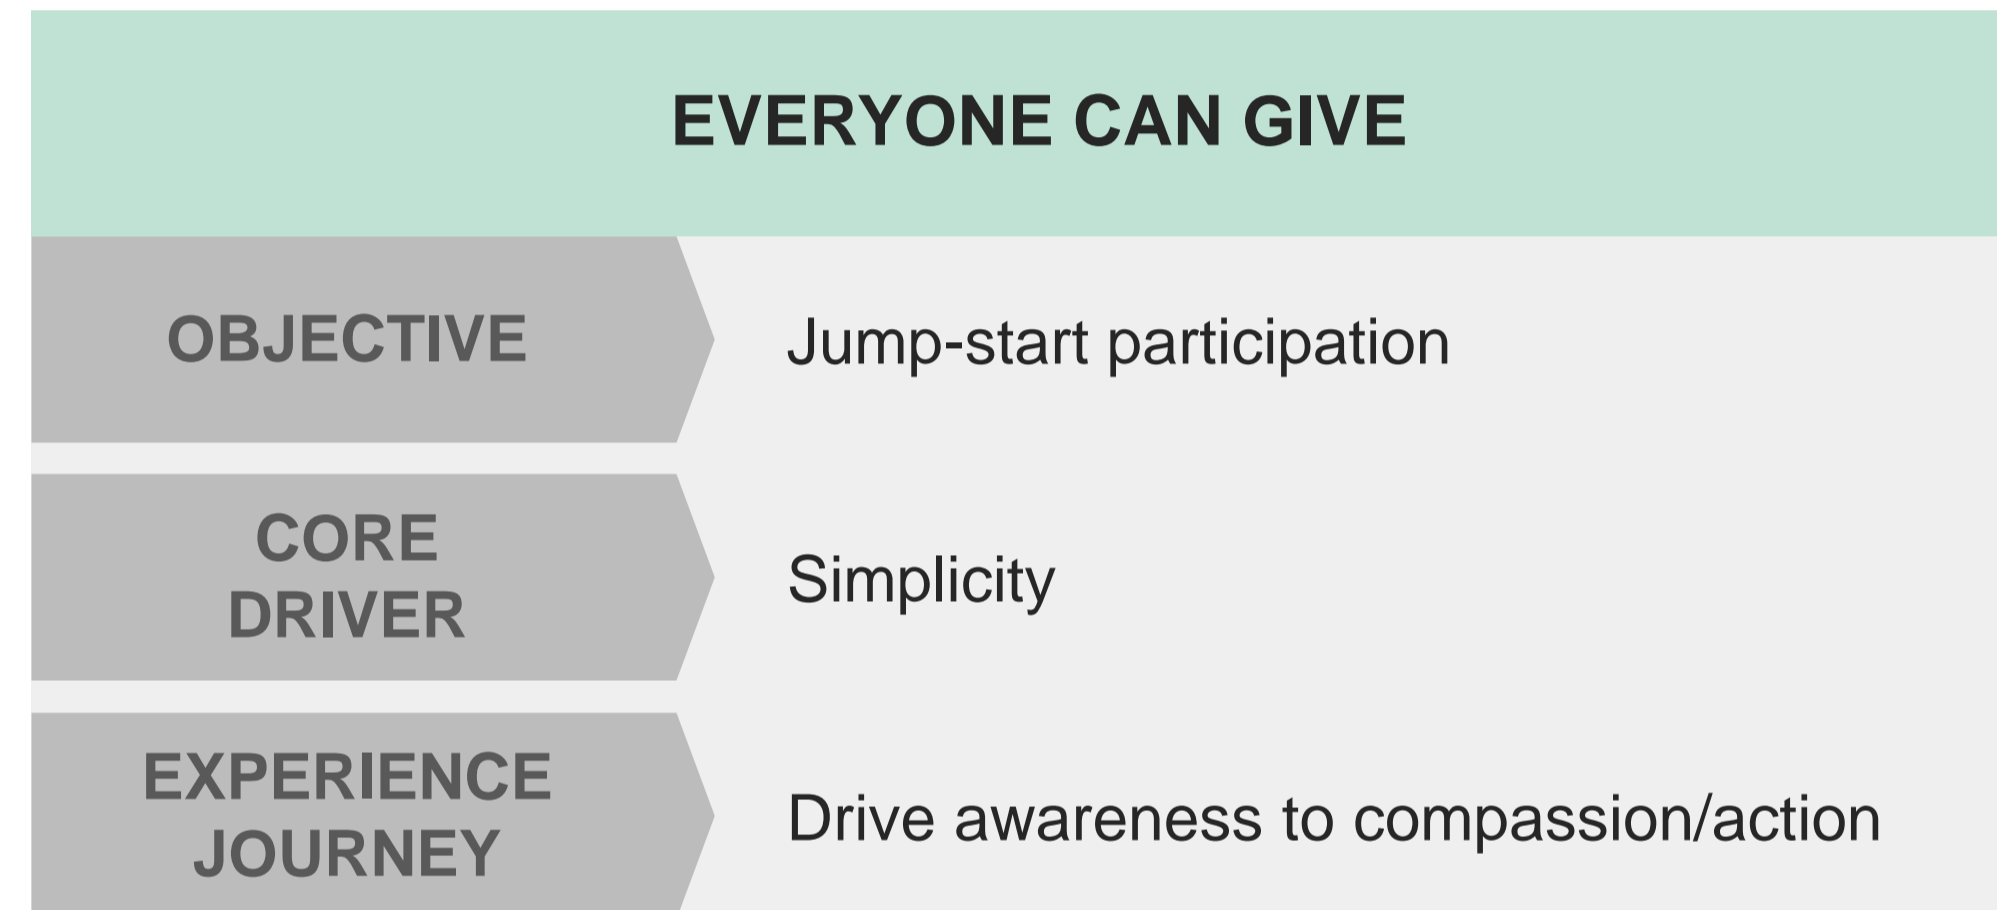 EVERYONE CAN GIVE
OBJECTIVE
Jump-start participation
CORE
DRIVER
Simplicity
EXPERIENCE
JOURNEY
Drive awareness to compassion/action